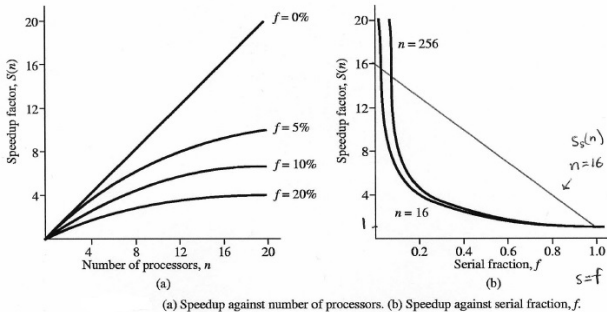 Speedup factor, S(n)
20
16
12
8
4
f = 0%
f = 5%
f = 10%
f = 20%
4 8 12 16 20
Number of processors, n
(a)
Speedup factor, S(n)
20
16
12
8
4
1
n = 256
n = 16
Ss(n)
n=16
0.2 0.4 0.6 0.8 1.0
Serial fraction, f
s=f
(b)
(a) Speedup against number of processors. (b) Speedup against serial fraction, f.